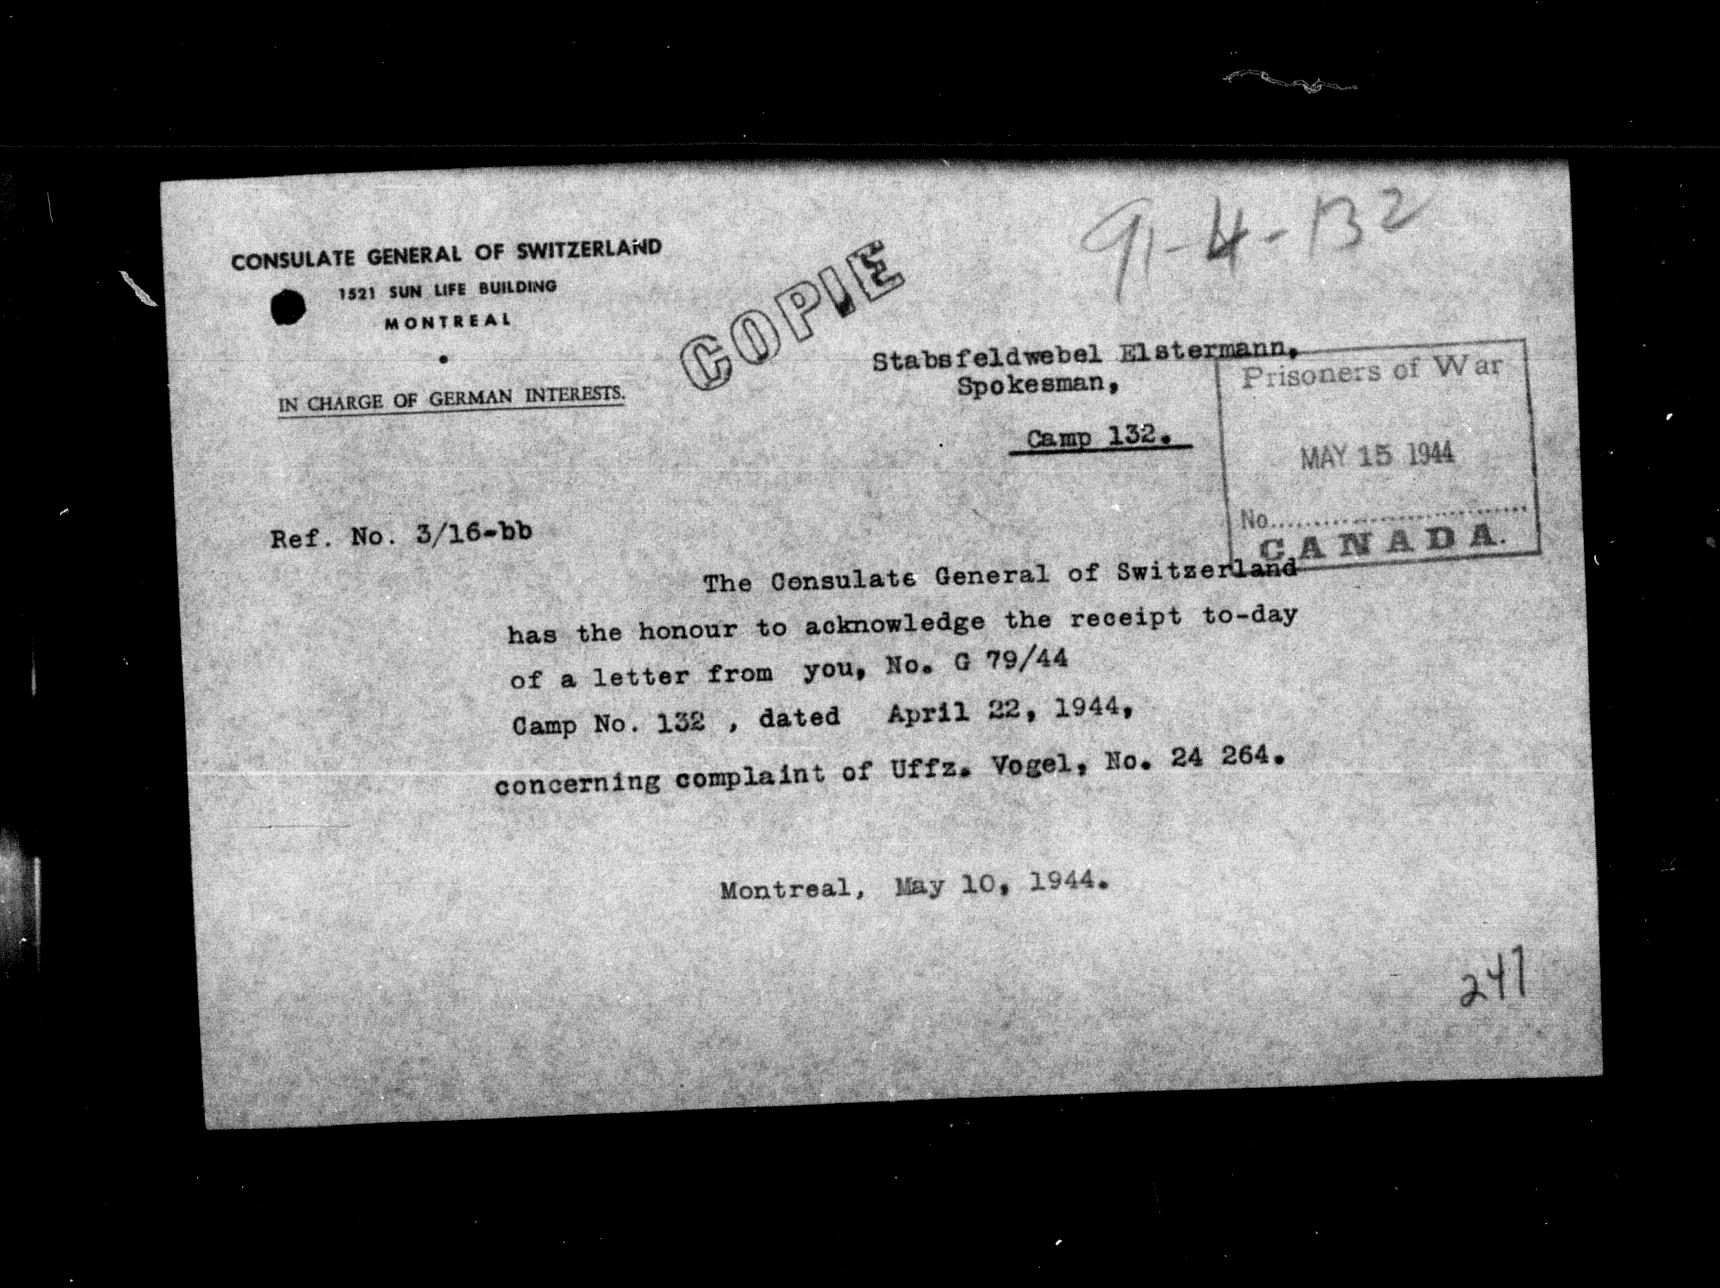 91-4-132
CONSULATE GENERAL OF SWITZERLAND
1521 SUN LIFE BUILDING
MONTREAL
IN CHARGE OF GERMAN INTERESTS.
COPIE
Stabsfeldwebel Elstermann,
Spokesman,
Camp 132.
Prisoners of War
MAY 15 1944
No....................
CANADA.
Ref. No. 3/16-bb
The Consulate General of Switzerland
has the honour to acknowledge the receipt to-day
of a letter from you, No. G 79/44
Camp No. 132 , dated April 22, 1944,
concerning complaint of Uffz. Vogel, No. 24 264.
Montreal, May 10, 1944.
247